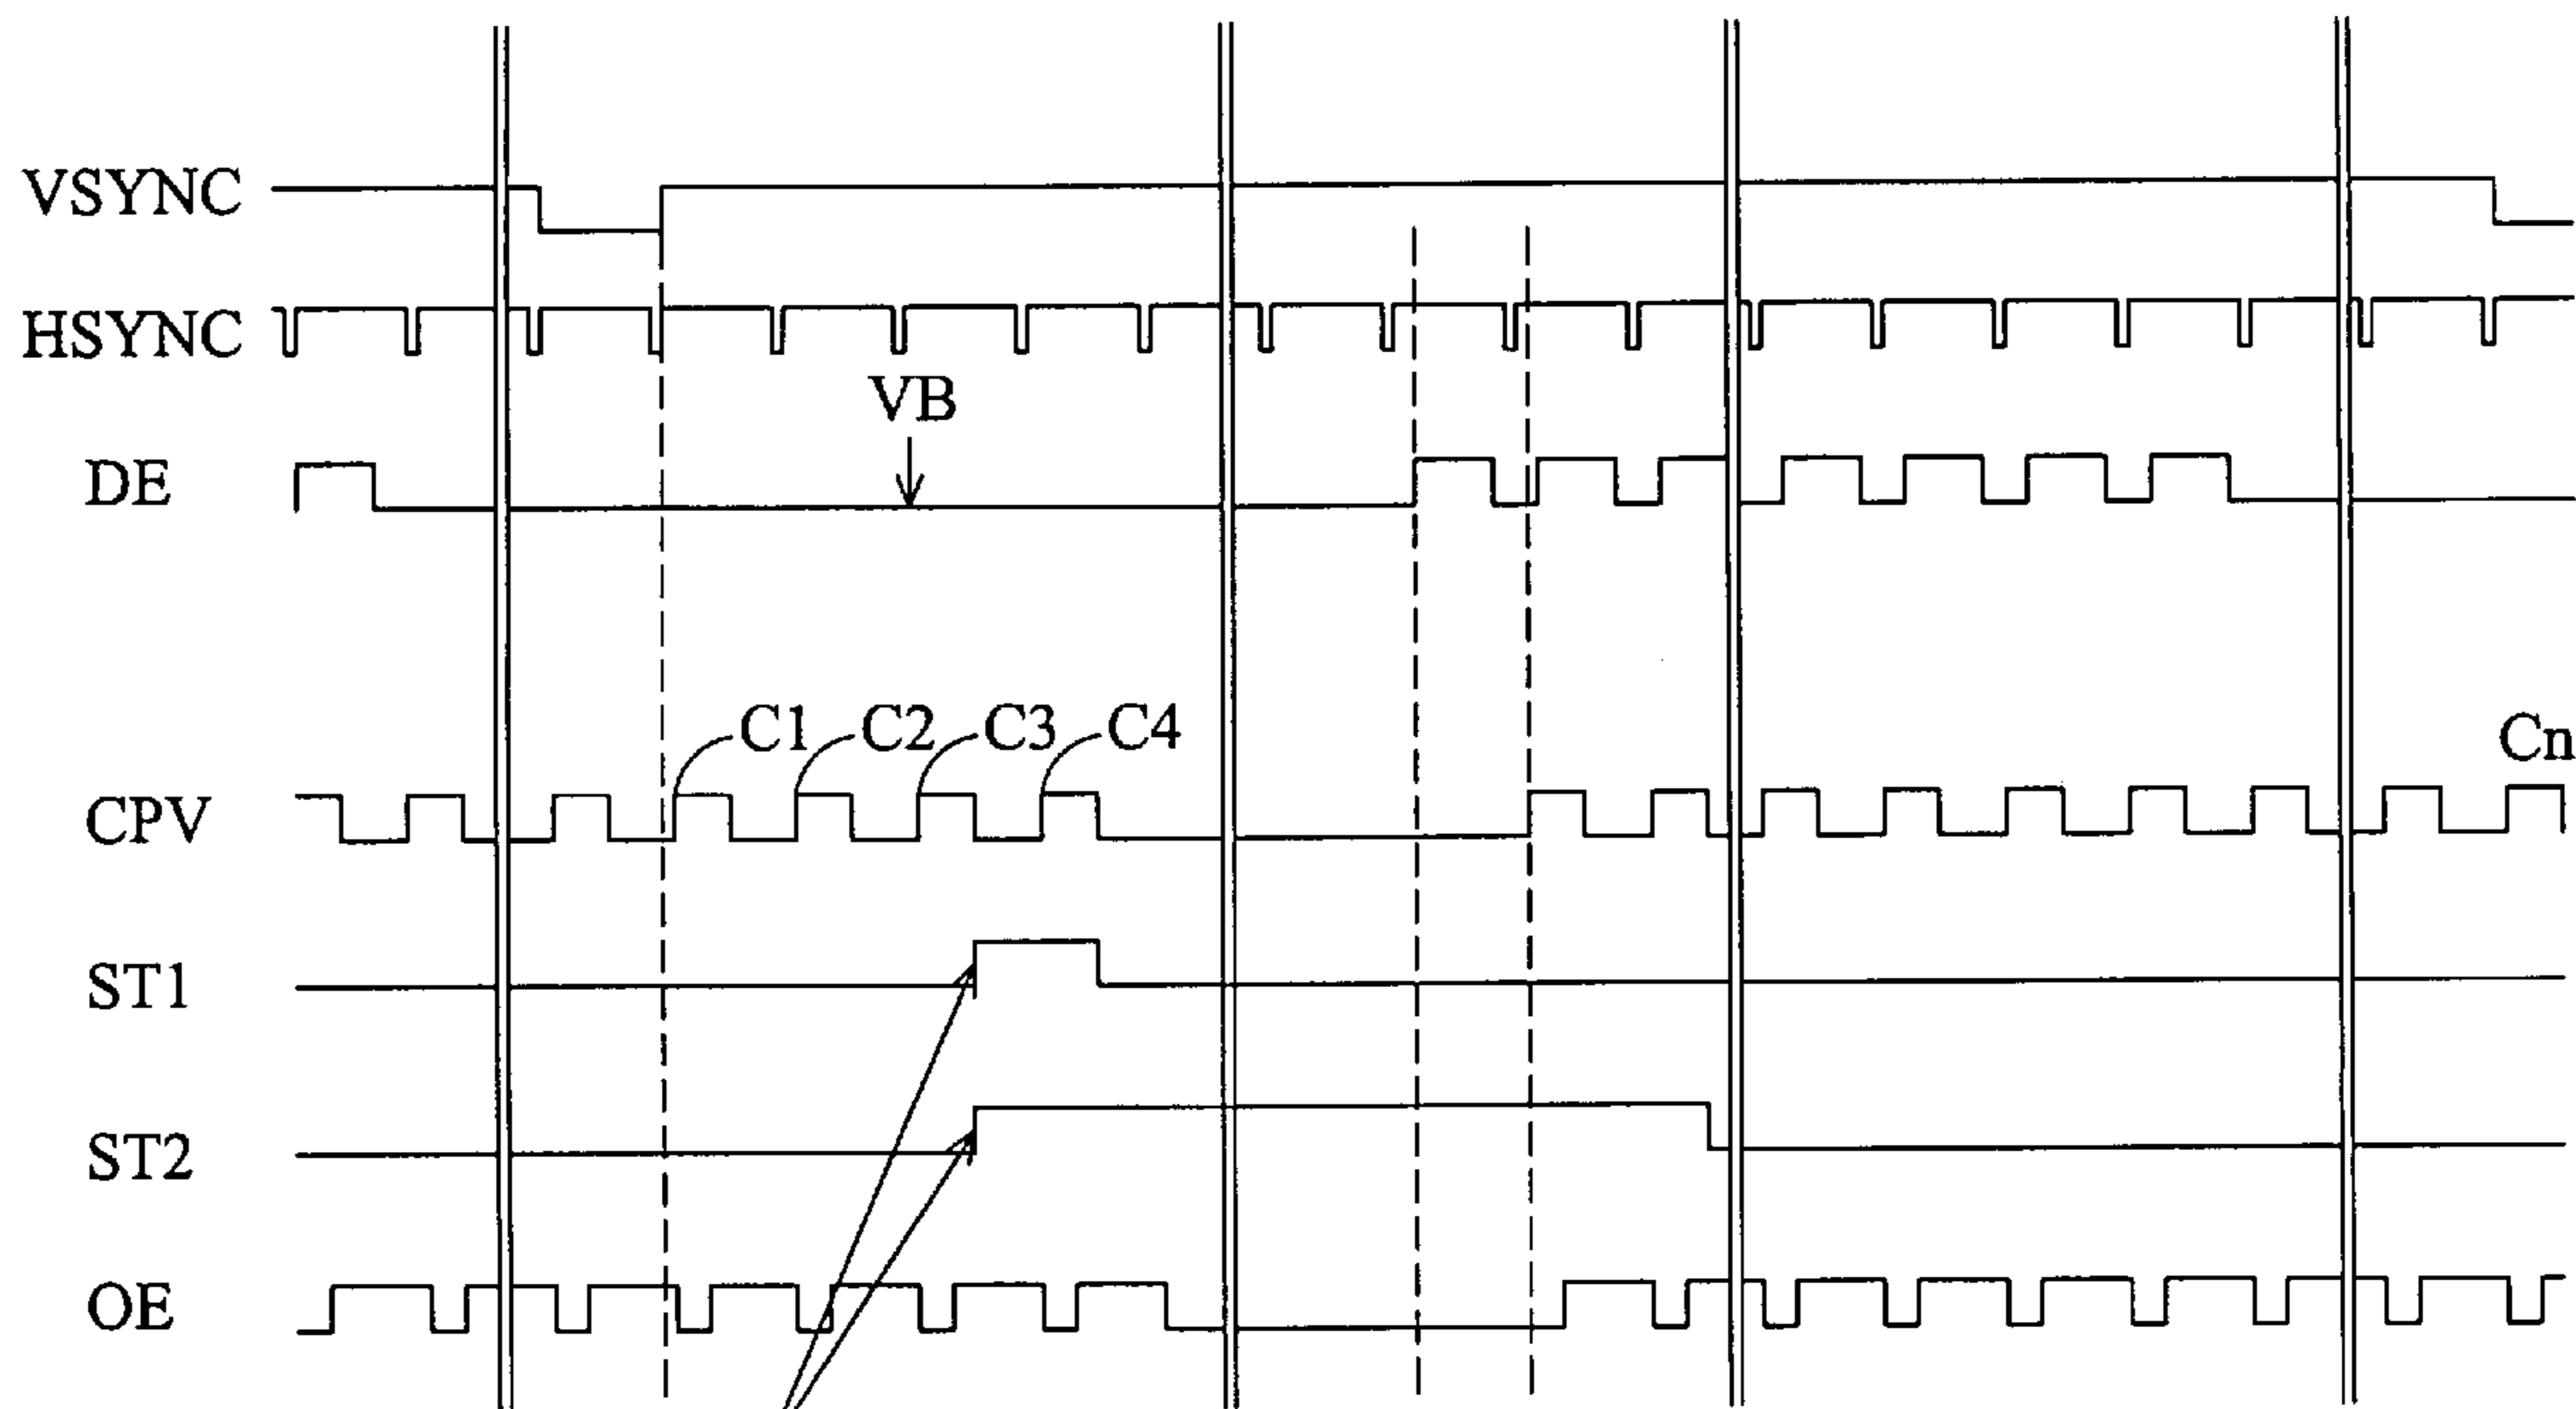 VSYNC
HSYNC
VB
DE
C1 C2 C3 C4 Cn
CPV
ST1
ST2
OE